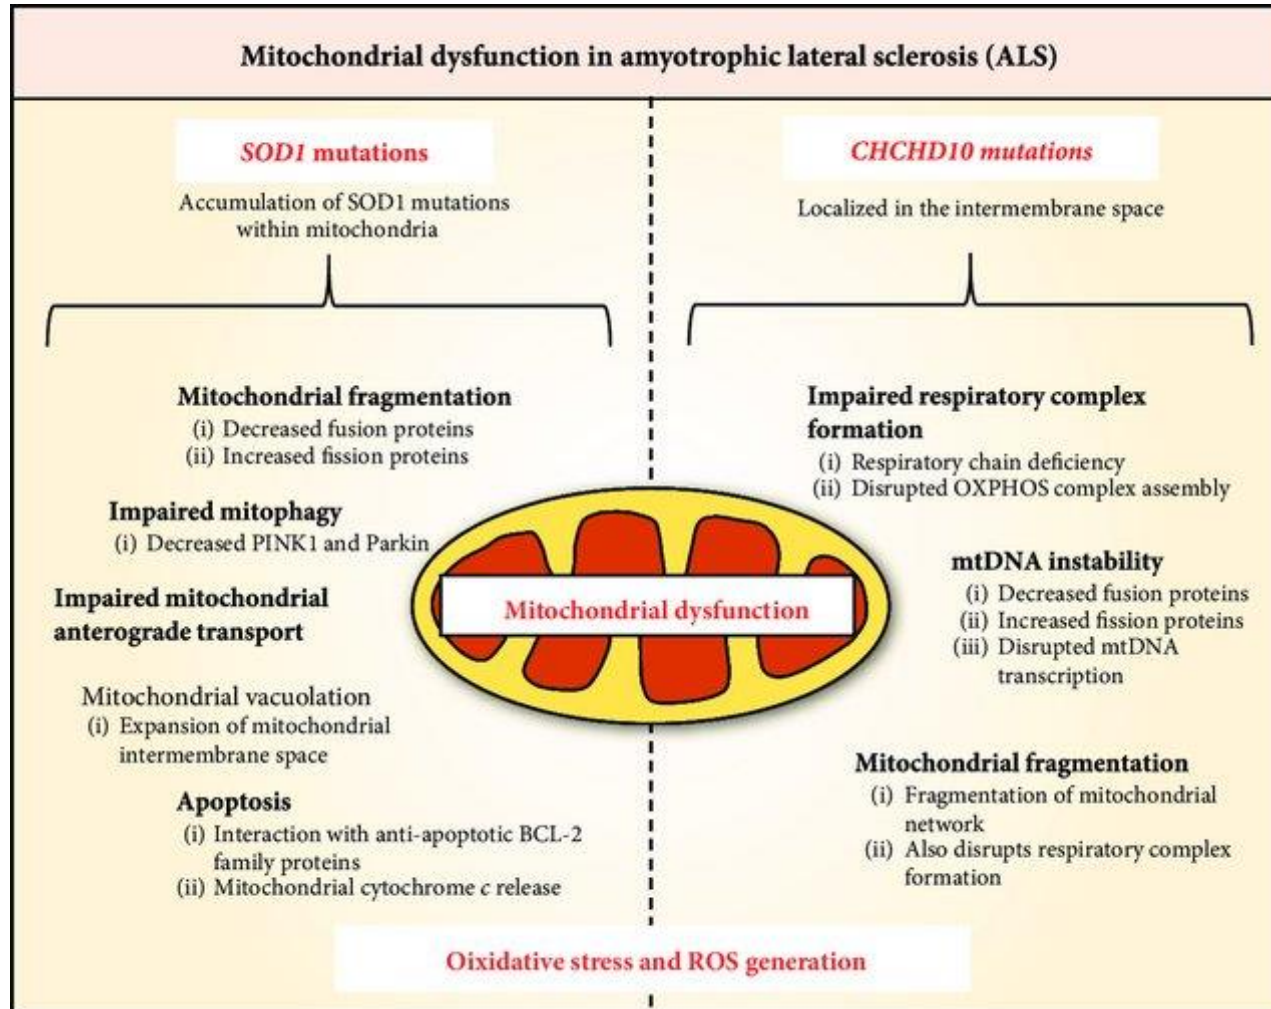 Mitochondrial dysfunction in amyotrophic lateral sclerosis (ALS)
SOD1 mutations
Accumulation of SOD1 mutations
within mitochondria
Mitochondrial fragmentation
(i) Decreased fusion proteins
(ii) Increased fission proteins
Impaired mitophagy
(i) Decreased PINK1 and Parkin
Impaired mitochondrial
anterograde transport
Mitochondrial vacuolation
(i) Expansion of mitochondrial
intermembrane space
Apoptosis
(i) Interaction with anti-apoptotic BCL-2
family proteins
(ii) Mitochondrial cytochrome c release
Mitochondrial dysfunction
CHCHD10 mutations
Localized in the intermembrane space
Impaired respiratory complex
formation
(i) Respiratory chain deficiency
(ii) Disrupted OXPHOS complex assembly
mtDNA instability
(i) Decreased fusion proteins
(ii) Increased fission proteins
(iii) Disrupted mtDNA
transcription
Mitochondrial fragmentation
(i) Fragmentation of mitochondrial
network
(ii) Also disrupts respiratory complex
formation
Oixidative stress and ROS generation